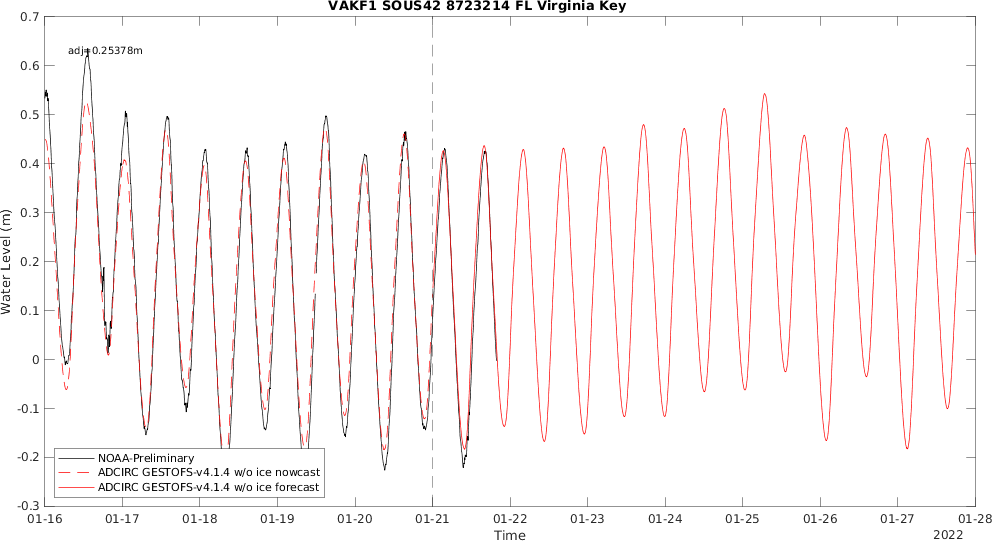 VAKF1 SOUS42 8723214 FL Virginia Key
adj=0.25378m
0.7
0.6
0.5
0.4
0.3
0.2
0.1
0
-0.1
-0.2
-0.3
Water Level (m)
NOAA-Preliminary
ADCIRC GESTOFS-v4.1.4 w/o ice nowcast
ADCIRC GESTOFS-v4.1.4 w/o ice forecast
01-16 01-17 01-18 01-19 01-20 01-21 01-22 01-23 01-24 01-25 01-26 01-27 01-28
Time
2022